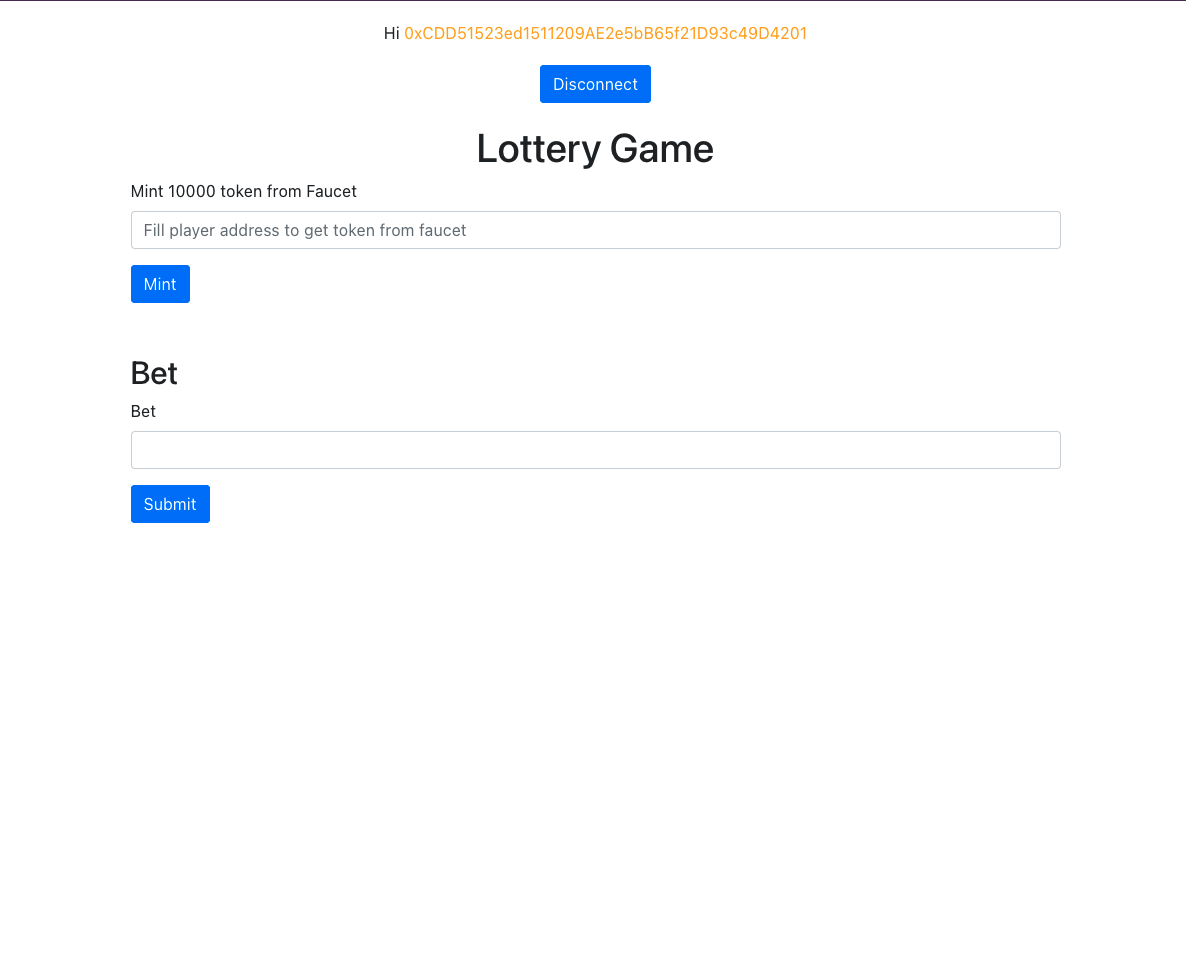 Hi 0xCDD51523ed1511209AE2e5bB65f21D93c49D4201
Disconnect
Lottery Game
Mint 10000 token from Faucet
Fill player address to get token from faucet
Mint
Bet
Bet
Submit